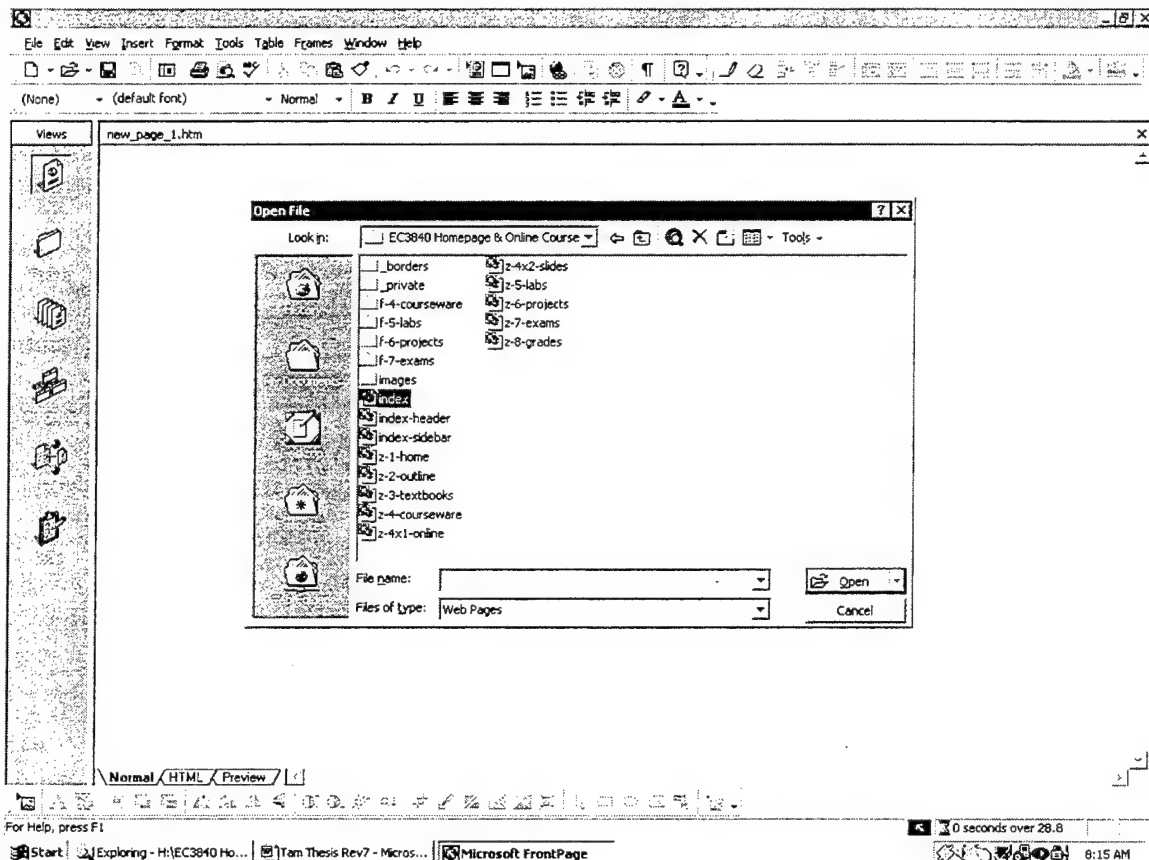 File Edit View Insert Format Tools Table Frames Window Help
(None) (default font) Normal B I U A
Views new_page_1.htm
Open File
Look in: EC3840 Homepage & Online Course Tools
_borders
_private
f-4-courseware
f-5-labs
f-6-projects
f-7-exams
images
index
index-header
index-sidebar
z-1-home
z-2-outline
z-3-textbooks
z-4-courseware
z-4x1-online
z-4x2-slides
z-5-labs
z-6-projects
z-7-exams
z-8-grades
File name: Open
Files of type: Web Pages Cancel
Normal HTML Preview
For Help, press F1 0 seconds over 28.8
Start Exploring - H:\EC3840 Ho... Tam Thesis Rev7 - Micros... Microsoft FrontPage 8:15 AM